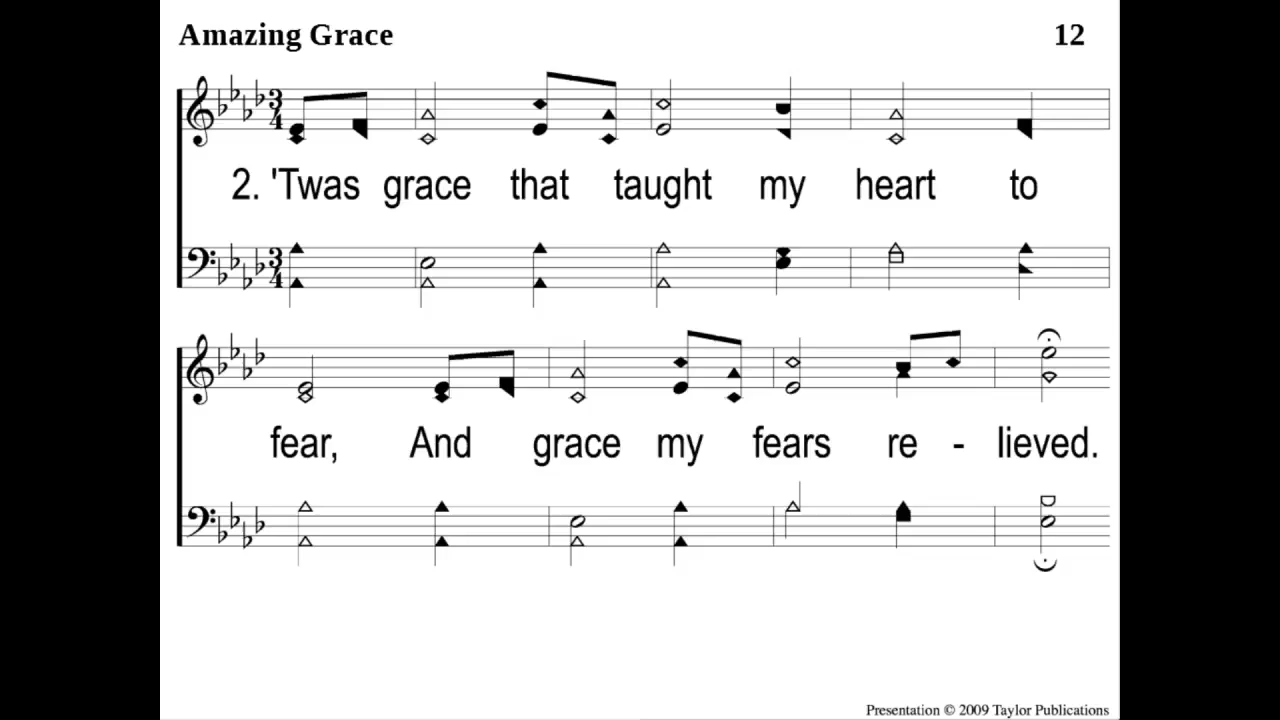 Amazing Grace 12
2. 'Twas grace that taught my heart to
fear, And grace my fears re - lieved.
Presentation © 2009 Taylor Publications